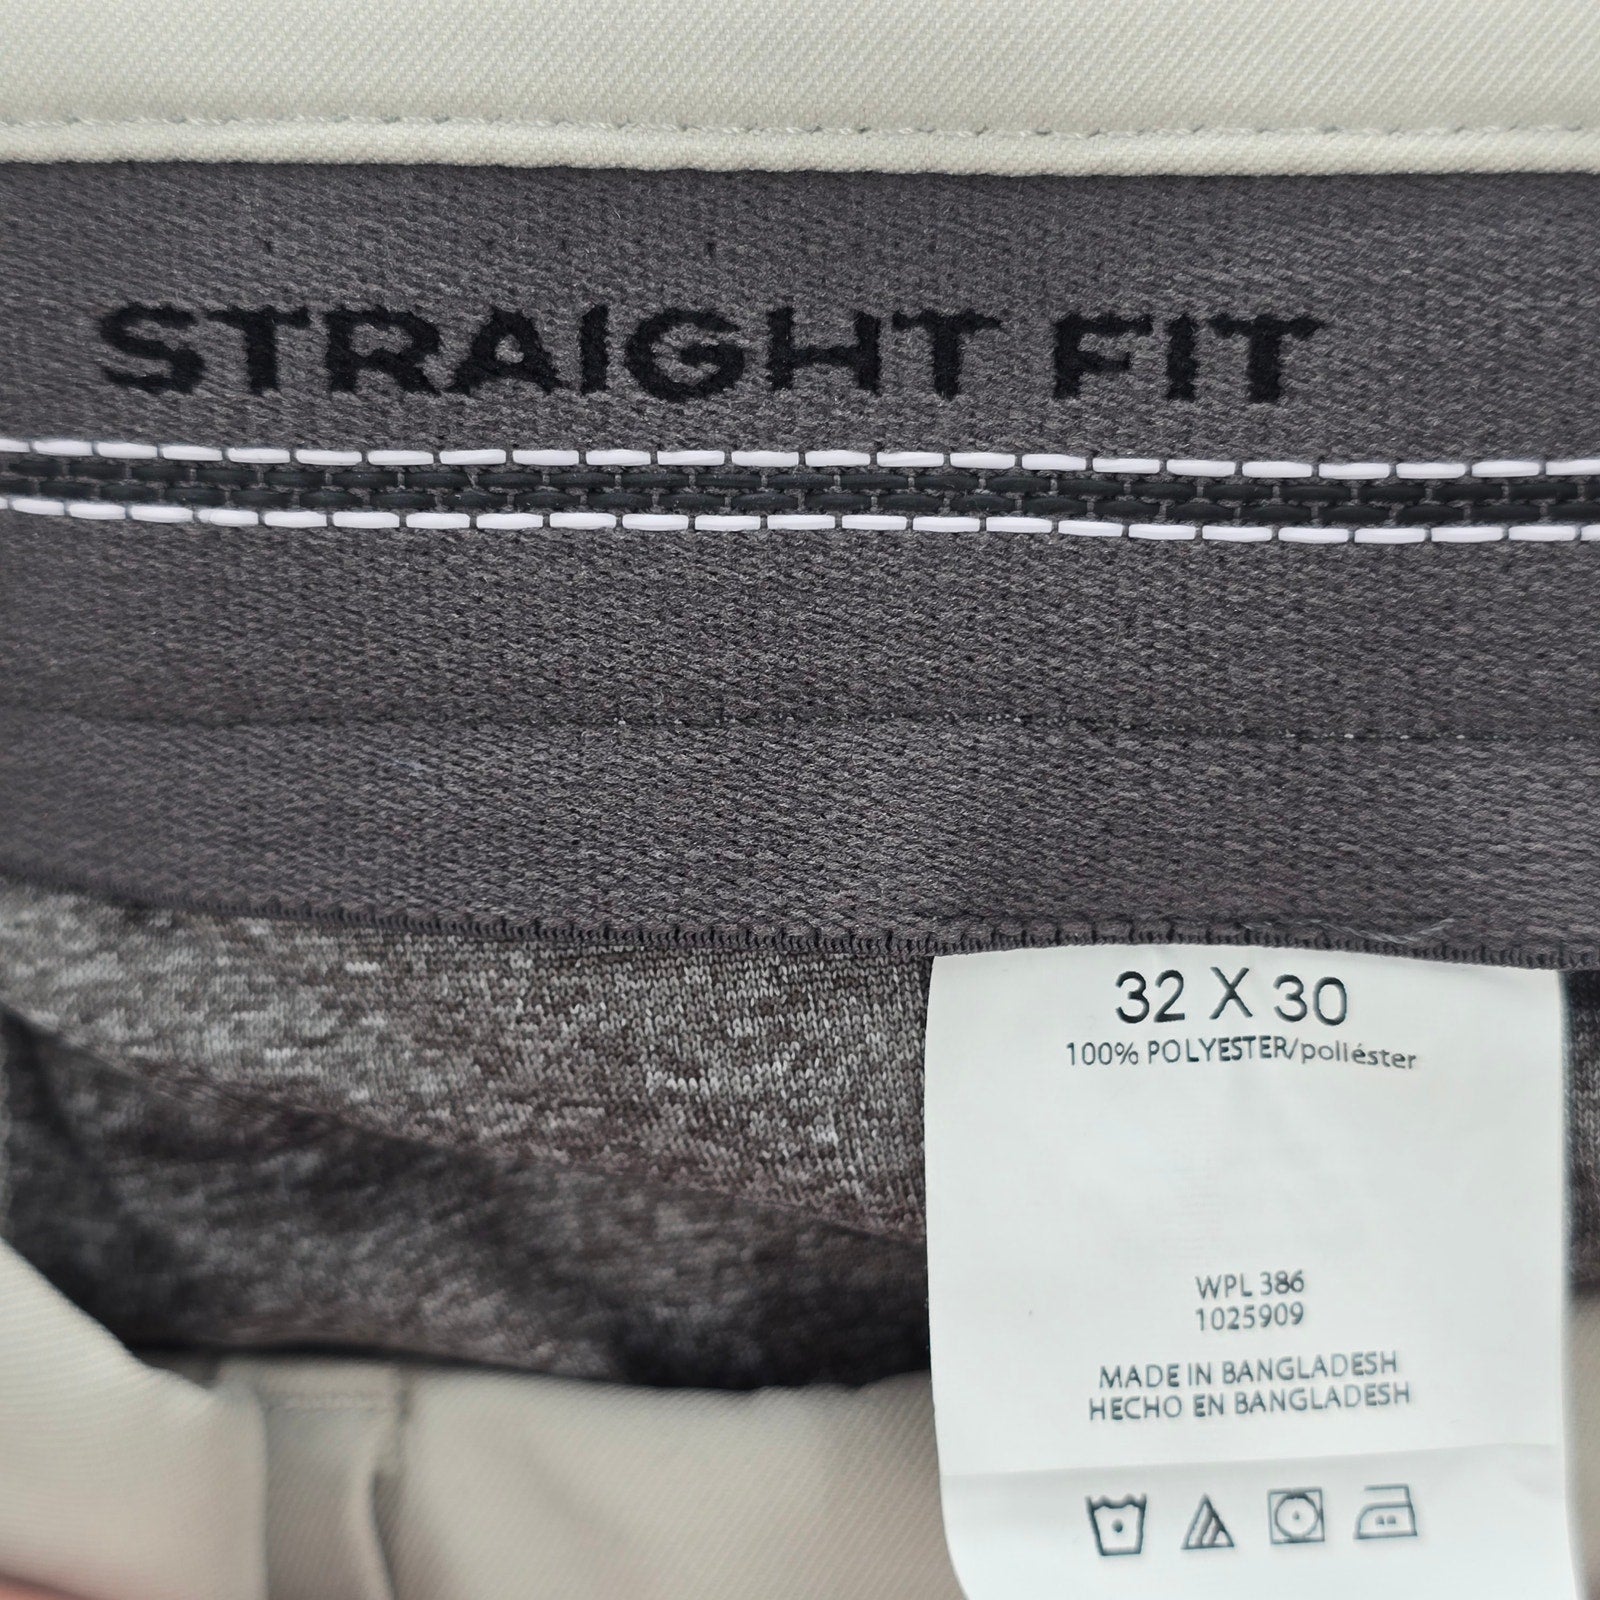 STRAIGHT FIT
32 X 30
100% POLYESTER/poliéster
WPL 386
1025909
MADE IN BANGLADESH
HECHO EN BANGLADESH